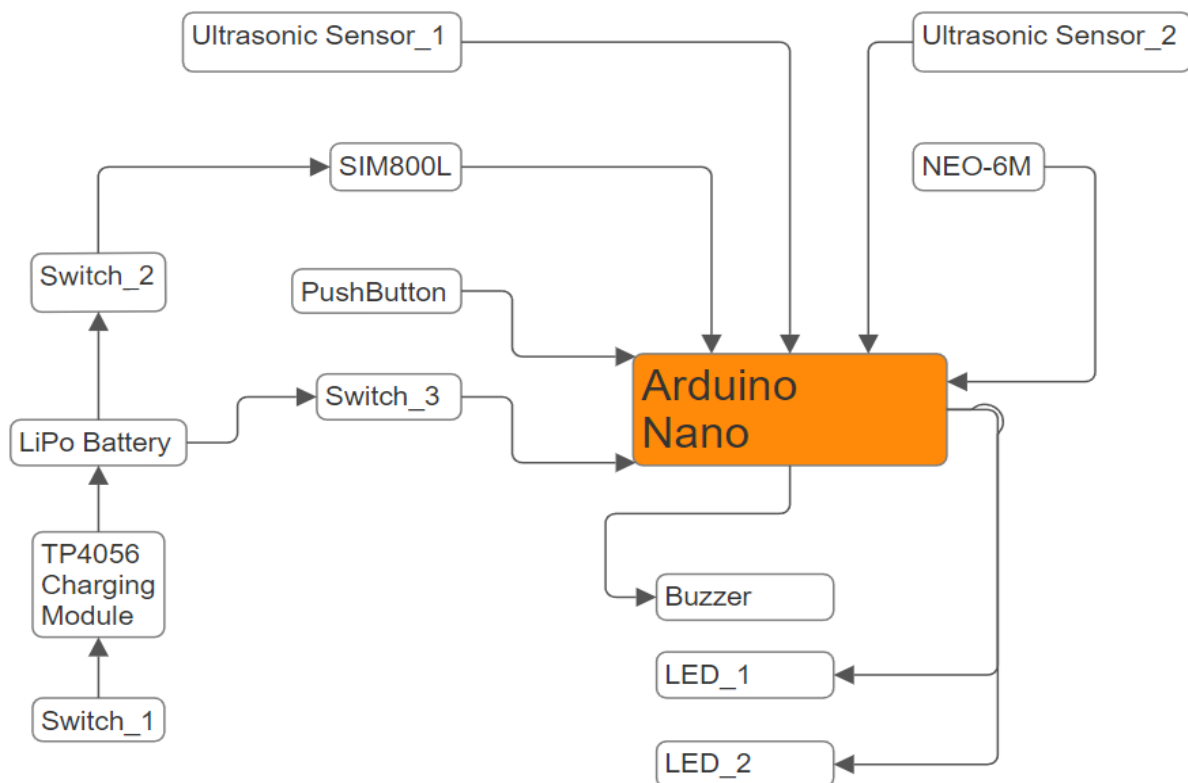 Ultrasonic Sensor_1
Ultrasonic Sensor_2
SIM800L
NEO-6M
Switch_2
PushButton
Arduino
Nano
Switch_3
LiPo Battery
TP4056
Charging
Module
Buzzer
LED_1
Switch_1
LED_2